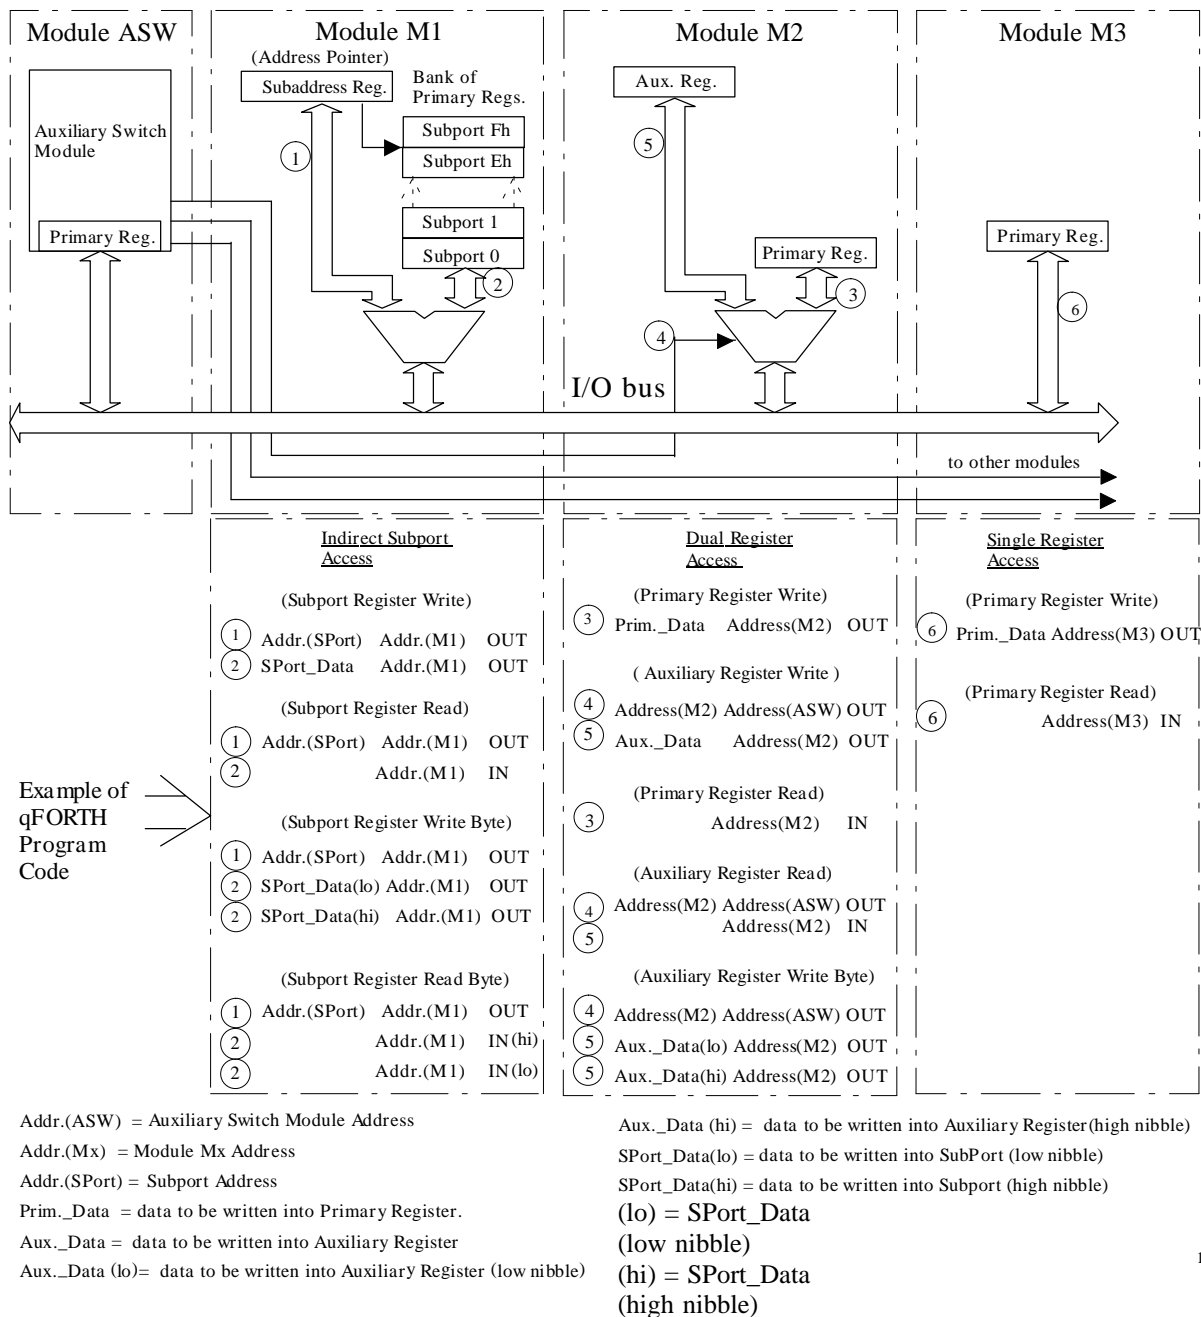 Module ASW
Auxiliary Switch
Module
Primary Reg.
Module M1
(Address Pointer)
Subaddress Reg.
Bank of
Primary Regs.
Subport Fh
Subport Eh
Subport 1
Subport 0
1
2
Module M2
Aux. Reg.
5
Primary Reg.
3
4
Module M3
Primary Reg.
6
I/O bus
to other modules
Example of
qFORTH
Program
Code
Indirect Subport
Access
(Subport Register Write)
1 Addr.(SPort) Addr.(M1) OUT
2 SPort_Data Addr.(M1) OUT
(Subport Register Read)
1 Addr.(SPort) Addr.(M1) OUT
2 Addr.(M1) IN
(Subport Register Write Byte)
1 Addr.(SPort) Addr.(M1) OUT
2 SPort_Data(lo) Addr.(M1) OUT
2 SPort_Data(hi) Addr.(M1) OUT
(Subport Register Read Byte)
1 Addr.(SPort) Addr.(M1) OUT
2 Addr.(M1) IN(hi)
2 Addr.(M1) IN(lo)
Dual Register
Access
(Primary Register Write)
3 Prim._Data Address(M2) OUT
( Auxiliary Register Write )
4 Address(M2) Address(ASW) OUT
5 Aux._Data Address(M2) OUT
(Primary Register Read)
3 Address(M2) IN
(Auxiliary Register Read)
4 Address(M2) Address(ASW) OUT
5 Address(M2) IN
(Auxiliary Register Write Byte)
4 Address(M2) Address(ASW) OUT
5 Aux._Data(lo) Address(M2) OUT
5 Aux._Data(hi) Address(M2) OUT
Single Register
Access
(Primary Register Write)
6 Prim._Data Address(M3) OUT
(Primary Register Read)
6 Address(M3) IN
Addr.(ASW) = Auxiliary Switch Module Address
Addr.(Mx) = Module Mx Address
Addr.(SPort) = Subport Address
Prim._Data = data to be written into Primary Register.
Aux._Data = data to be written into Auxiliary Register
Aux._Data (lo)= data to be written into Auxiliary Register (low nibble)
Aux._Data (hi) = data to be written into Auxiliary Register(high nibble)
SPort_Data(lo) = data to be written into SubPort (low nibble)
SPort_Data(hi) = data to be written into Subport (high nibble)
(lo) = SPort_Data
(low nibble)
(hi) = SPort_Data
(high nibble)